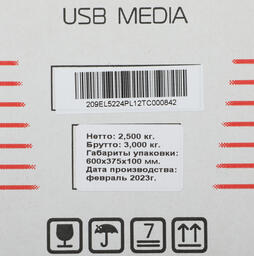 USB MEDIA
209EL5224PL12TC000842
Нетто: 2,500 кг.
Брутто: 3,000 кг.
Габариты упаковки:
600x375x100 мм.
Дата производства:
февраль 2023г.
7